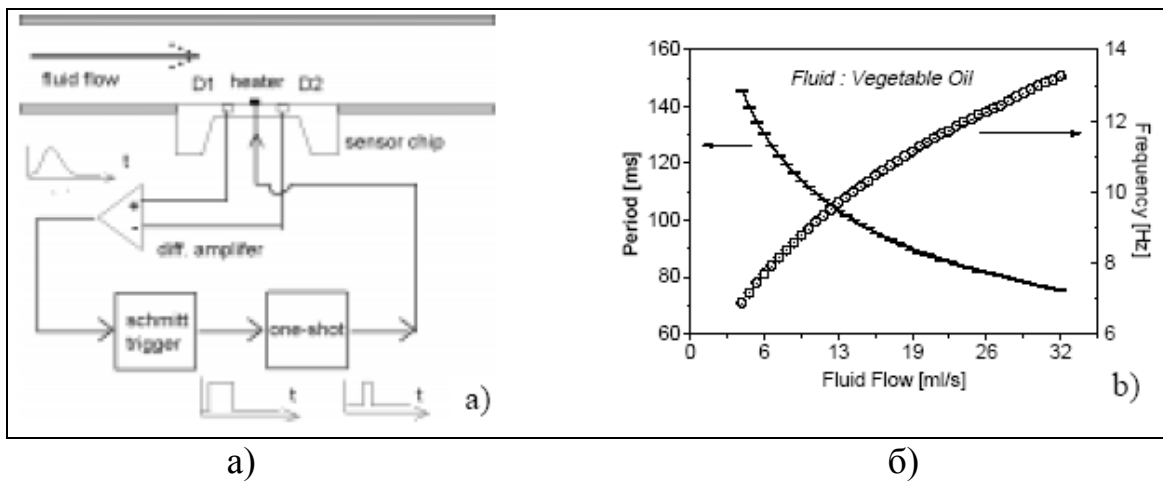 fluid flow
D1 heater D2
sensor chip
t
+
-
diff. amplifer
schmitt
trigger
one-shot
t
t
a)
160
140
120
100
80
60
Period [ms]
Fluid : Vegetable Oil
14
12
10
8
6
Frequency
[Hz]
0 6 13 19 26 32
Fluid Flow [ml/s]
b)
а)
б)